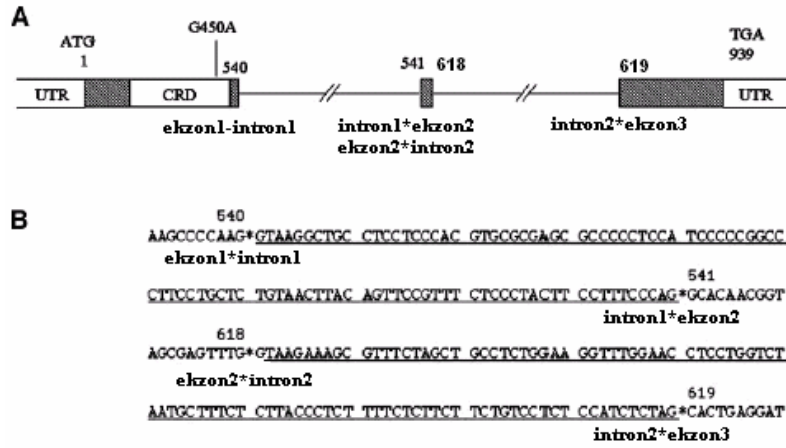 A
G450A
ATG
1
540
541
618
619
TGA
939
UTR
CRD
UTR
ekzon1-intron1
intron1*ekzon2
intron2*ekzon3
ekzon2*intron2
B
540
AAGCCCCAAG*GTAAGGCTGC CTCCTCCCAC GTGCGCGAGC GCCCCCTCCA TCCCCCGGCC
ekzon1*intron1
541
CTTCCTGCTC TGTAACTTAC AGTTCCGTTT CTCCCTACTT CCTTTCCCAG*GCACAACGGT
intron1*ekzon2
618
AGCGAGTTTG*GTAAGAAAGC GTTTCTAGCT GCCTCTGGAA GGTTTGGAAC CTCCTGGTCT
ekzon2*intron2
619
AATGCTTTCT CTTACCCTCT TTTCTCTTCT TCTGTCCTCT CCATCTCTAG*CACTGAGGAT
intron2*ekzon3